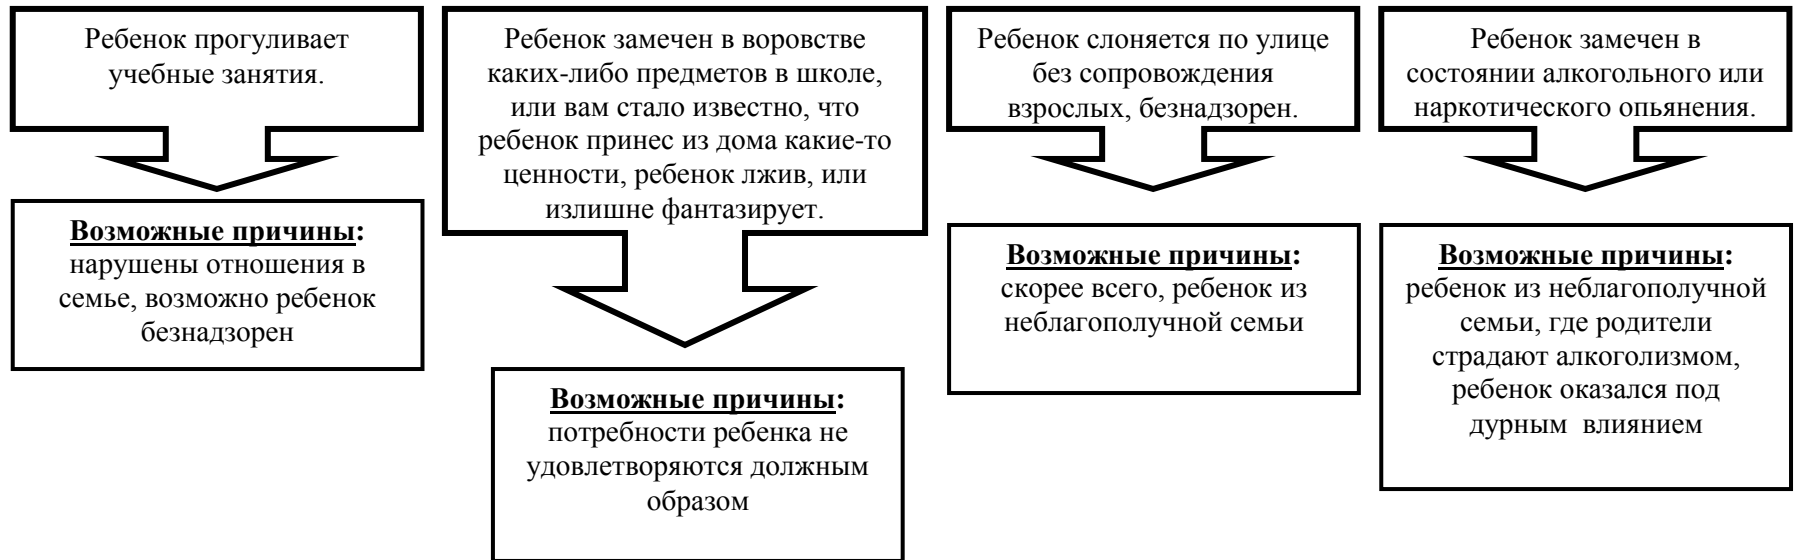 Ребенок прогуливает
учебные занятия.
Возможные причины:
нарушены отношения в
семье, возможно ребенок
безнадзорен
Ребенок замечен в воровстве
каких-либо предметов в школе,
или вам стало известно, что
ребенок принес из дома какие-то
ценности, ребенок лжив, или
излишне фантазирует.
Возможные причины:
потребности ребенка не
удовлетворяются должным
образом
Ребенок слоняется по улице
без сопровождения
взрослых, безнадзорен.
Возможные причины:
скорее всего, ребенок из
неблагополучной семьи
Ребенок замечен в
состоянии алкогольного или
наркотического опьянения.
Возможные причины:
ребенок из неблагополучной
семьи, где родители
страдают алкоголизмом,
ребенок оказался под
дурным  влиянием